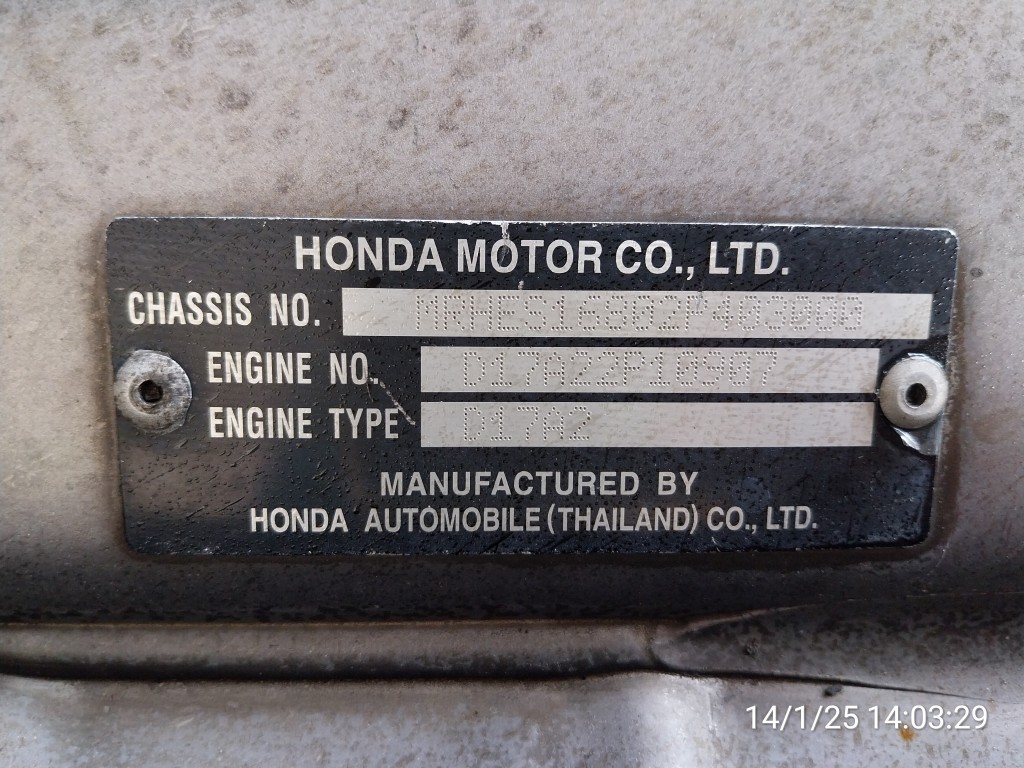 HONDA MOTOR CO., LTD.
CHASSIS NO. MRHES16802P403000
ENGINE NO. D17A22P10907
ENGINE TYPE D17A2
MANUFACTURED BY
HONDA AUTOMOBILE (THAILAND) CO., LTD.
14/1/25 14:03:29